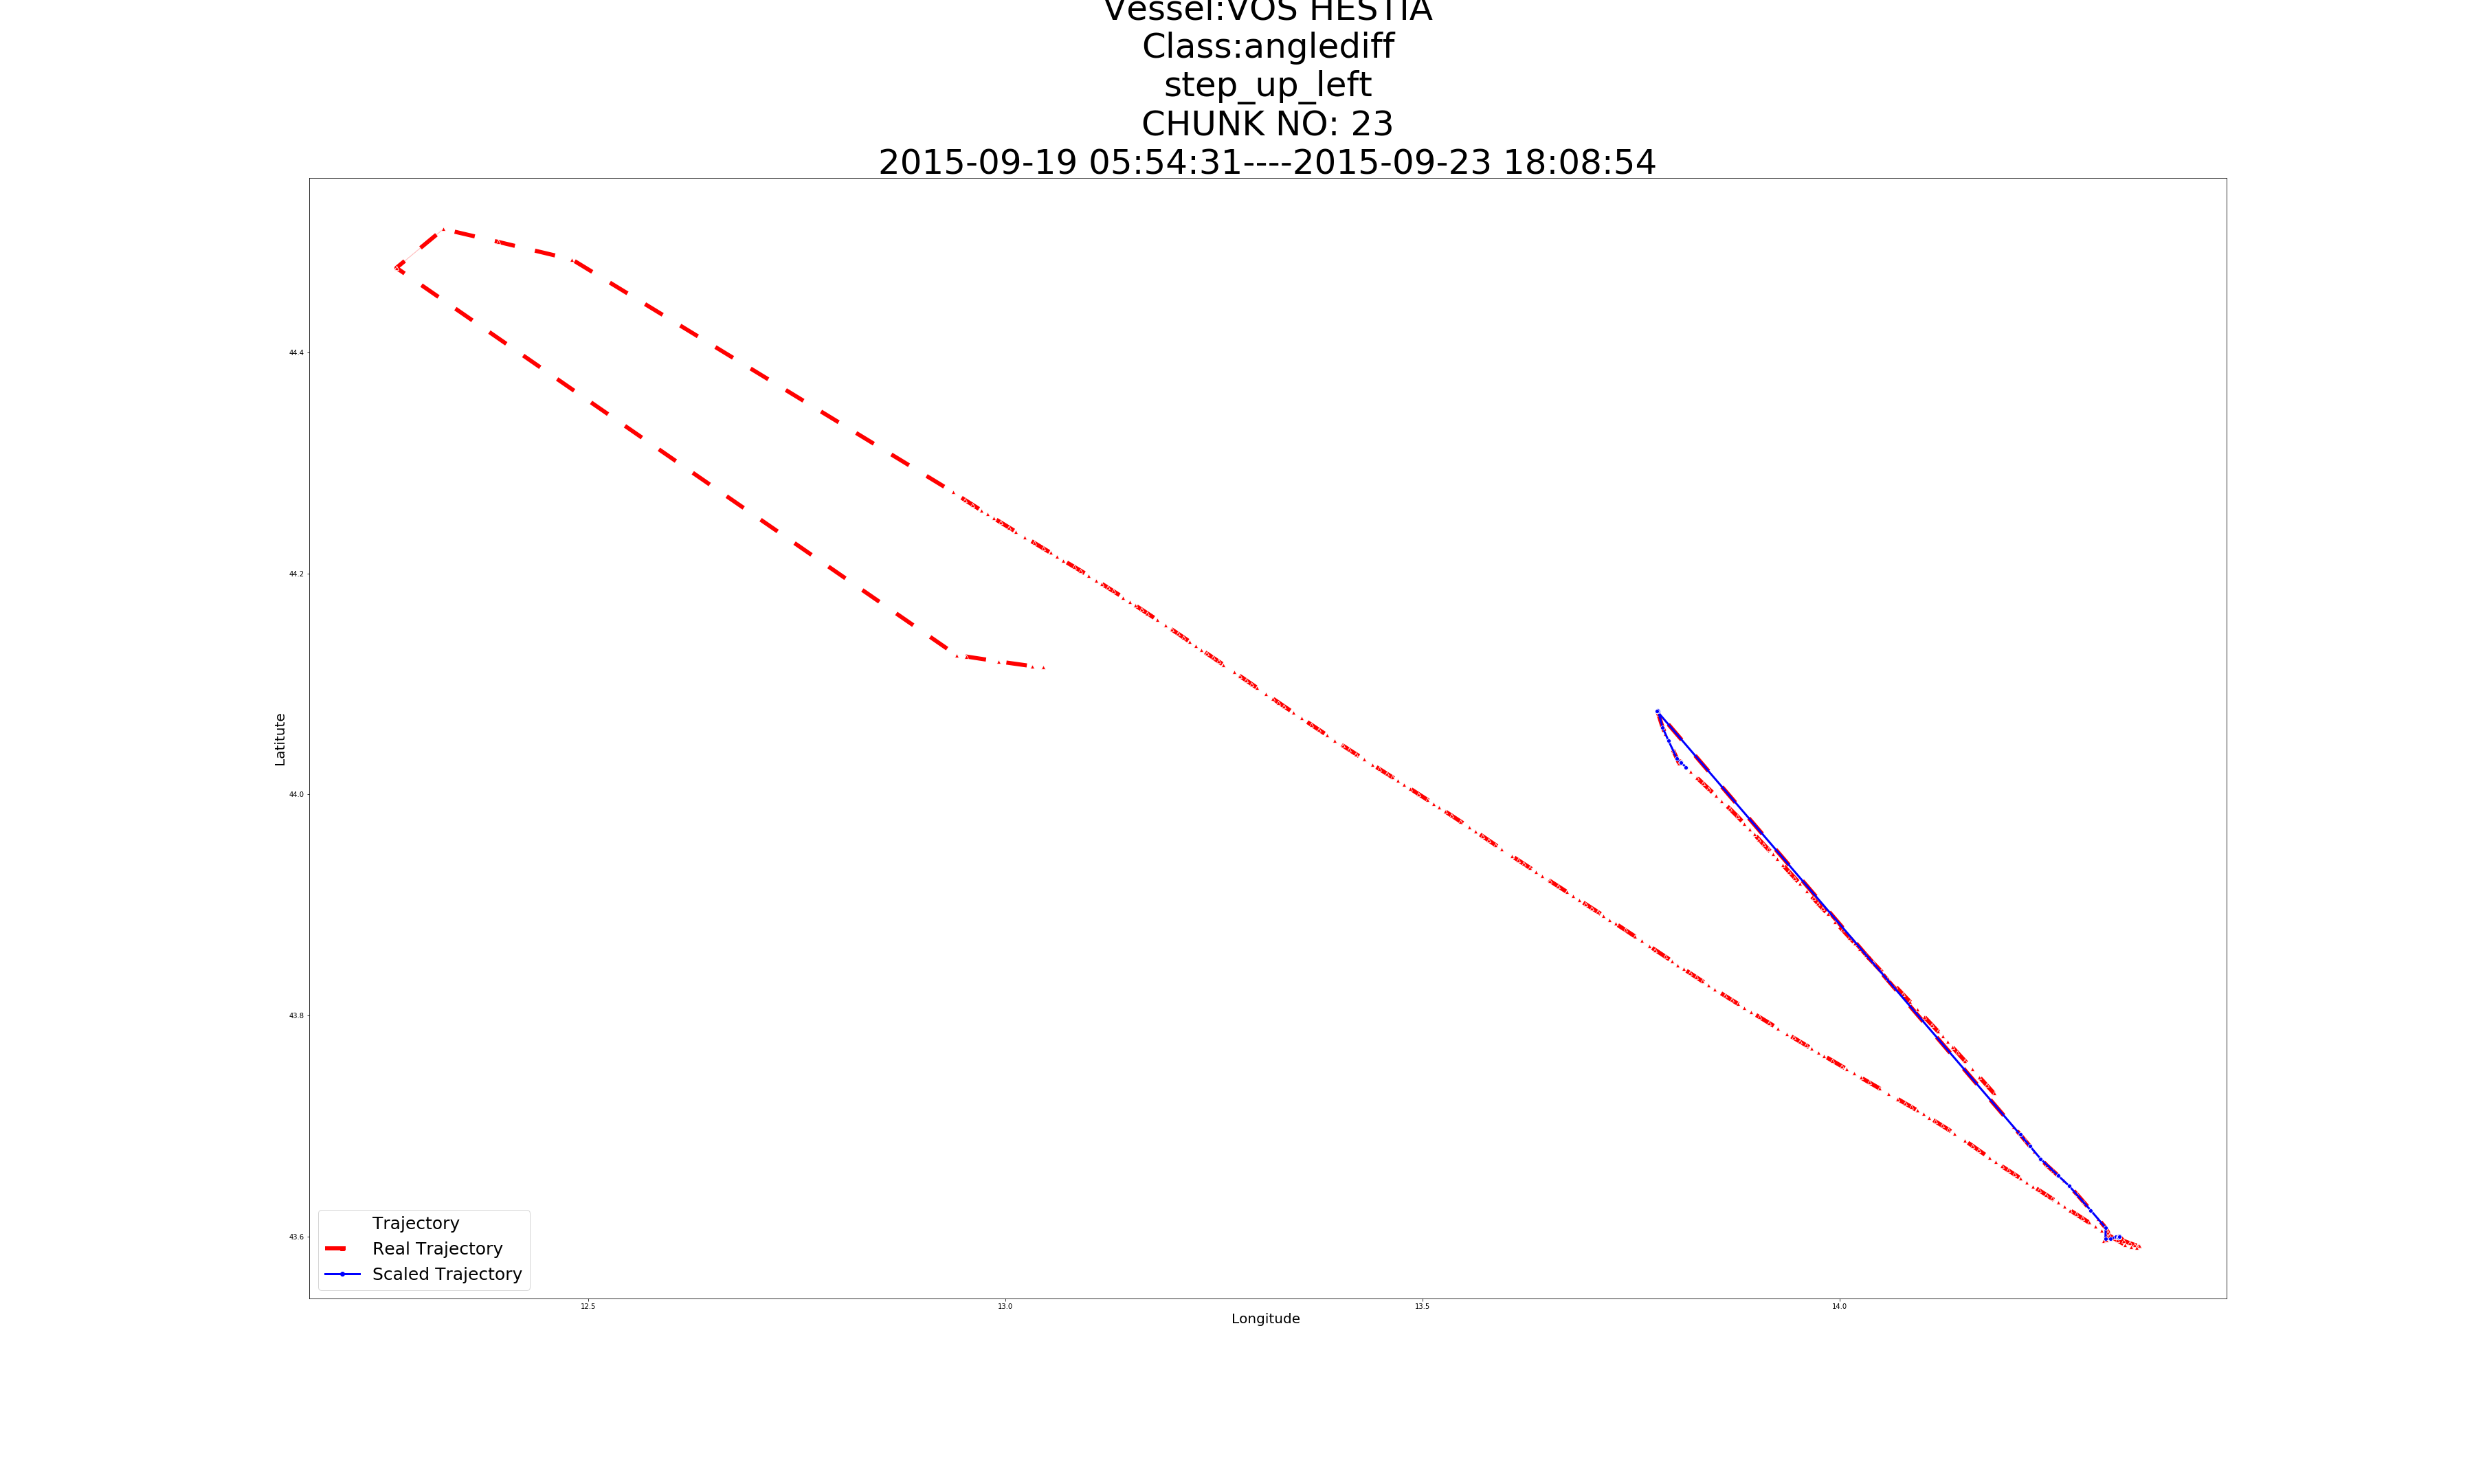 Vessel:VOS HESTIA
Class:anglediff
step_up_left
CHUNK NO: 23
2015-09-19 05:54:31----2015-09-23 18:08:54
44.4
44.2
44.0
43.8
43.6
Latitute
12.5
13.0
13.5
14.0
Longitude
Trajectory
Real Trajectory
Scaled Trajectory